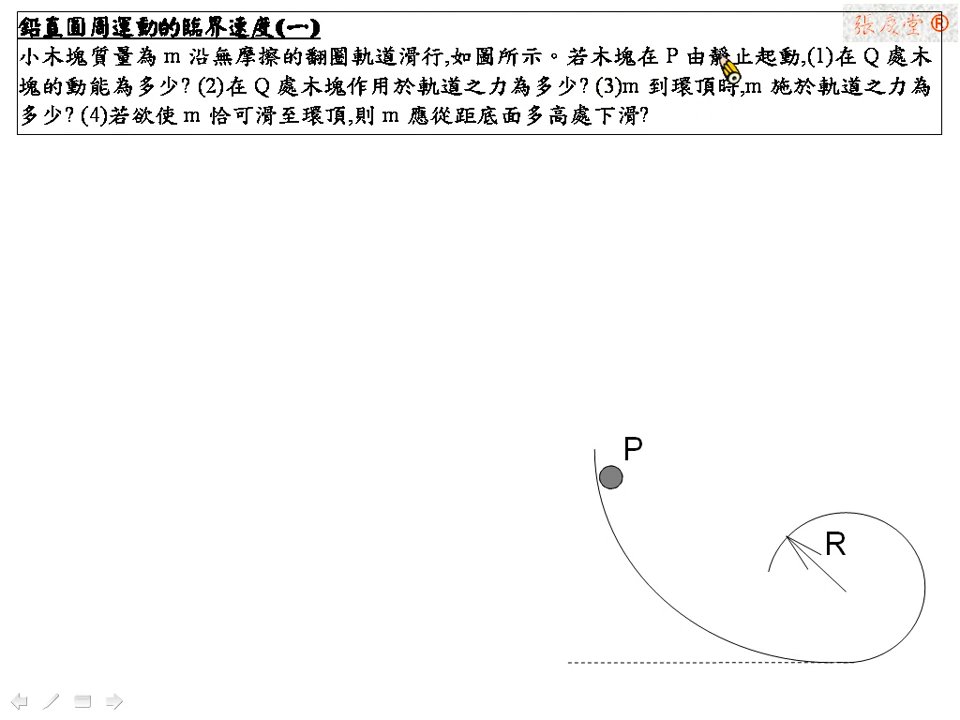 鉛直圓周運動的臨界速度(一)
張慶堂®
小木塊質量為 m 沿無摩擦的翻圈軌道滑行,如圖所示。若木塊在 P 由靜止起動,(1)在 Q 處木
塊的動能為多少? (2)在 Q 處木塊作用於軌道之力為多少? (3)m 到環頂時,m 施於軌道之力為
多少? (4)若欲使 m 恰可滑至環頂,則 m 應從距底面多高處下滑?
P
R